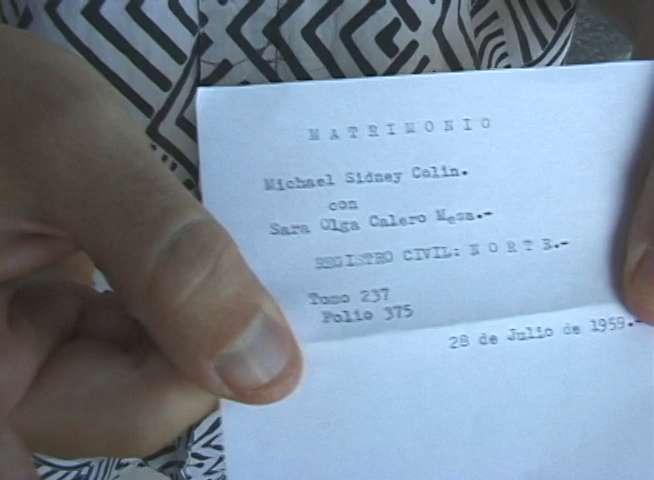 M A T R I M O N I O
Michael Sidney Colin.
con
Sara Olga Calero Mesa.-
REGISTRO CIVIL: N O R T E.-
Tomo 237
Folio 375
28 de Julio de 1959.-